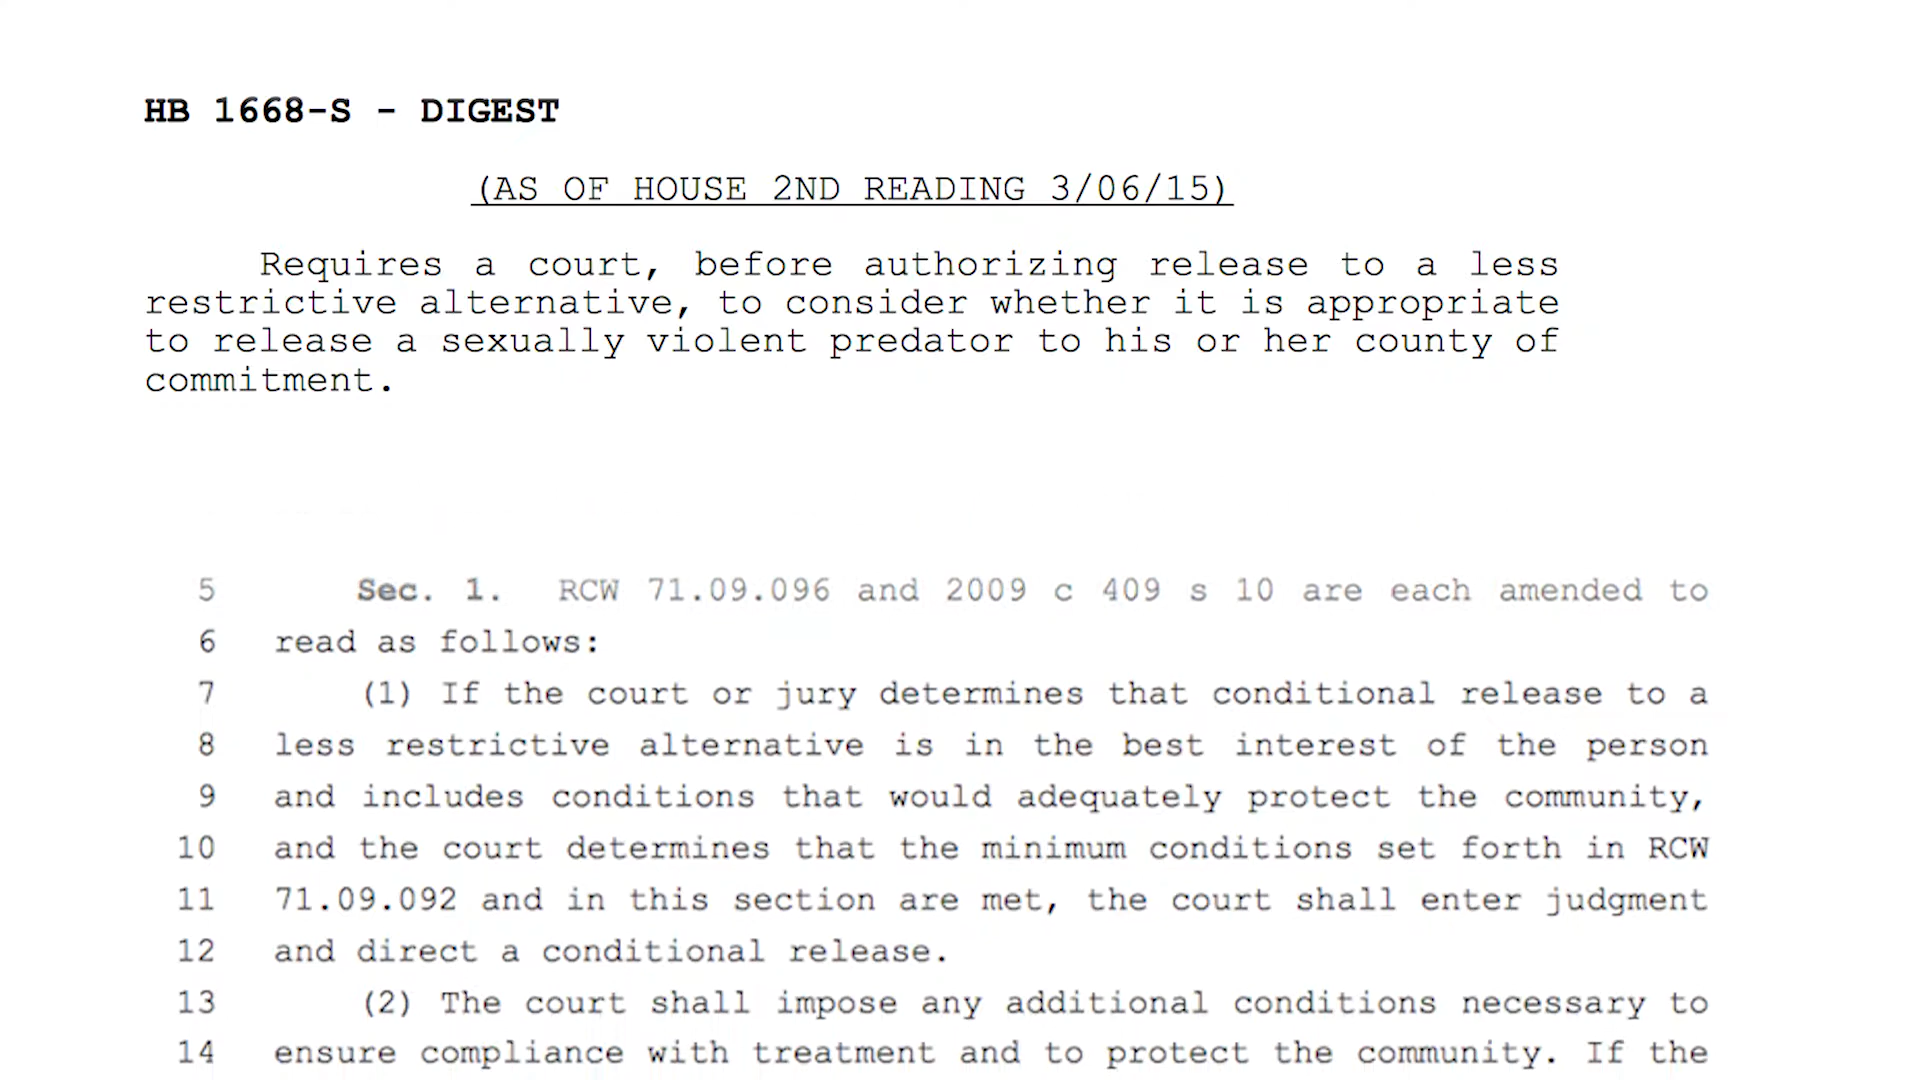 HB 1668-S - DIGEST
(AS OF HOUSE 2ND READING 3/06/15)
Requires a court, before authorizing release to a less
restrictive alternative, to consider whether it is appropriate
to release a sexually violent predator to his or her county of
commitment.
5 Sec. 1. RCW 71.09.096 and 2009 c 409 s 10 are each amended to
6 read as follows:
7 (1) If the court or jury determines that conditional release to a
8 less restrictive alternative is in the best interest of the person
9 and includes conditions that would adequately protect the community,
10 and the court determines that the minimum conditions set forth in RCW
11 71.09.092 and in this section are met, the court shall enter judgment
12 and direct a conditional release.
13 (2) The court shall impose any additional conditions necessary to
14 ensure compliance with treatment and to protect the community. If the